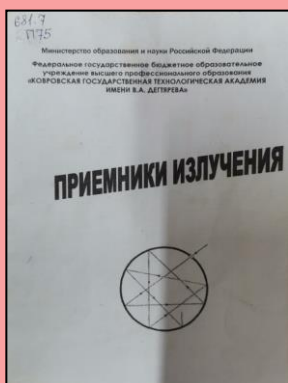 681.7
П75
Министерство образования и науки Российской Федерации
Федеральное государственное бюджетное образовательное
учреждение высшего профессионального образования
«КОВРОВСКАЯ ГОСУДАРСТВЕННАЯ ТЕХНОЛОГИЧЕСКАЯ АКАДЕМИЯ
ИМЕНИ В.А. ДЕГТЯРЕВА»
ПРИЕМНИКИ ИЗЛУЧЕНИЯ